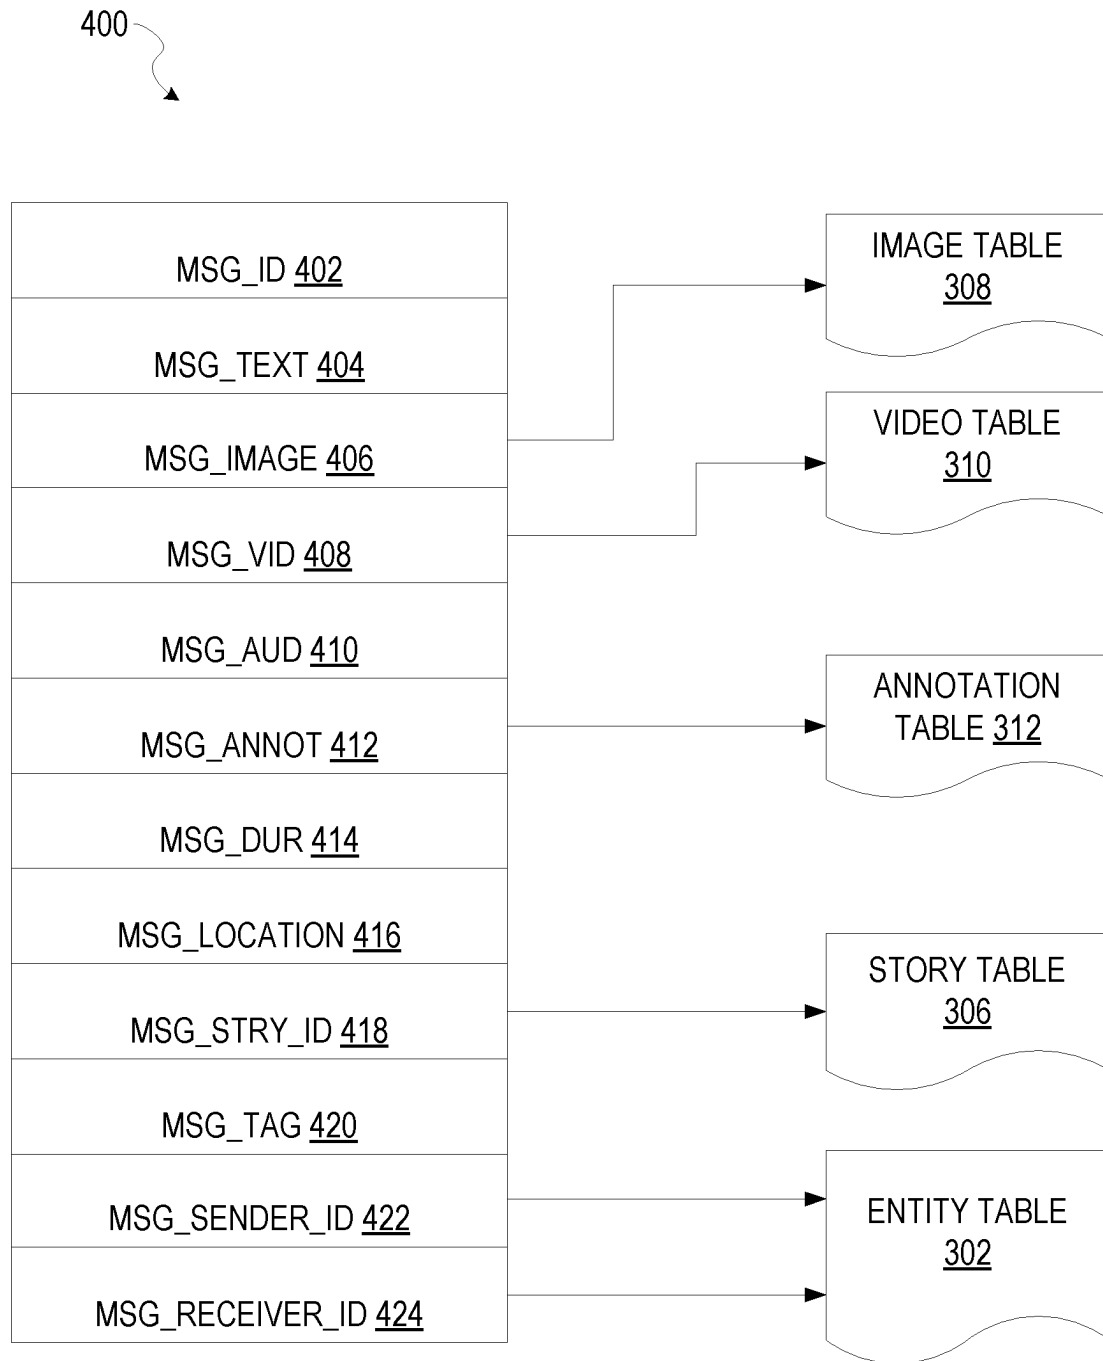 400
MSG_ID 402
MSG_TEXT 404
MSG_IMAGE 406
MSG_VID 408
MSG_AUD 410
MSG_ANNOT 412
MSG_DUR 414
MSG_LOCATION 416
MSG_STRY_ID 418
MSG_TAG 420
MSG_SENDER_ID 422
MSG_RECEIVER_ID 424
IMAGE TABLE
308
VIDEO TABLE
310
ANNOTATION
TABLE 312
STORY TABLE
306
ENTITY TABLE
302